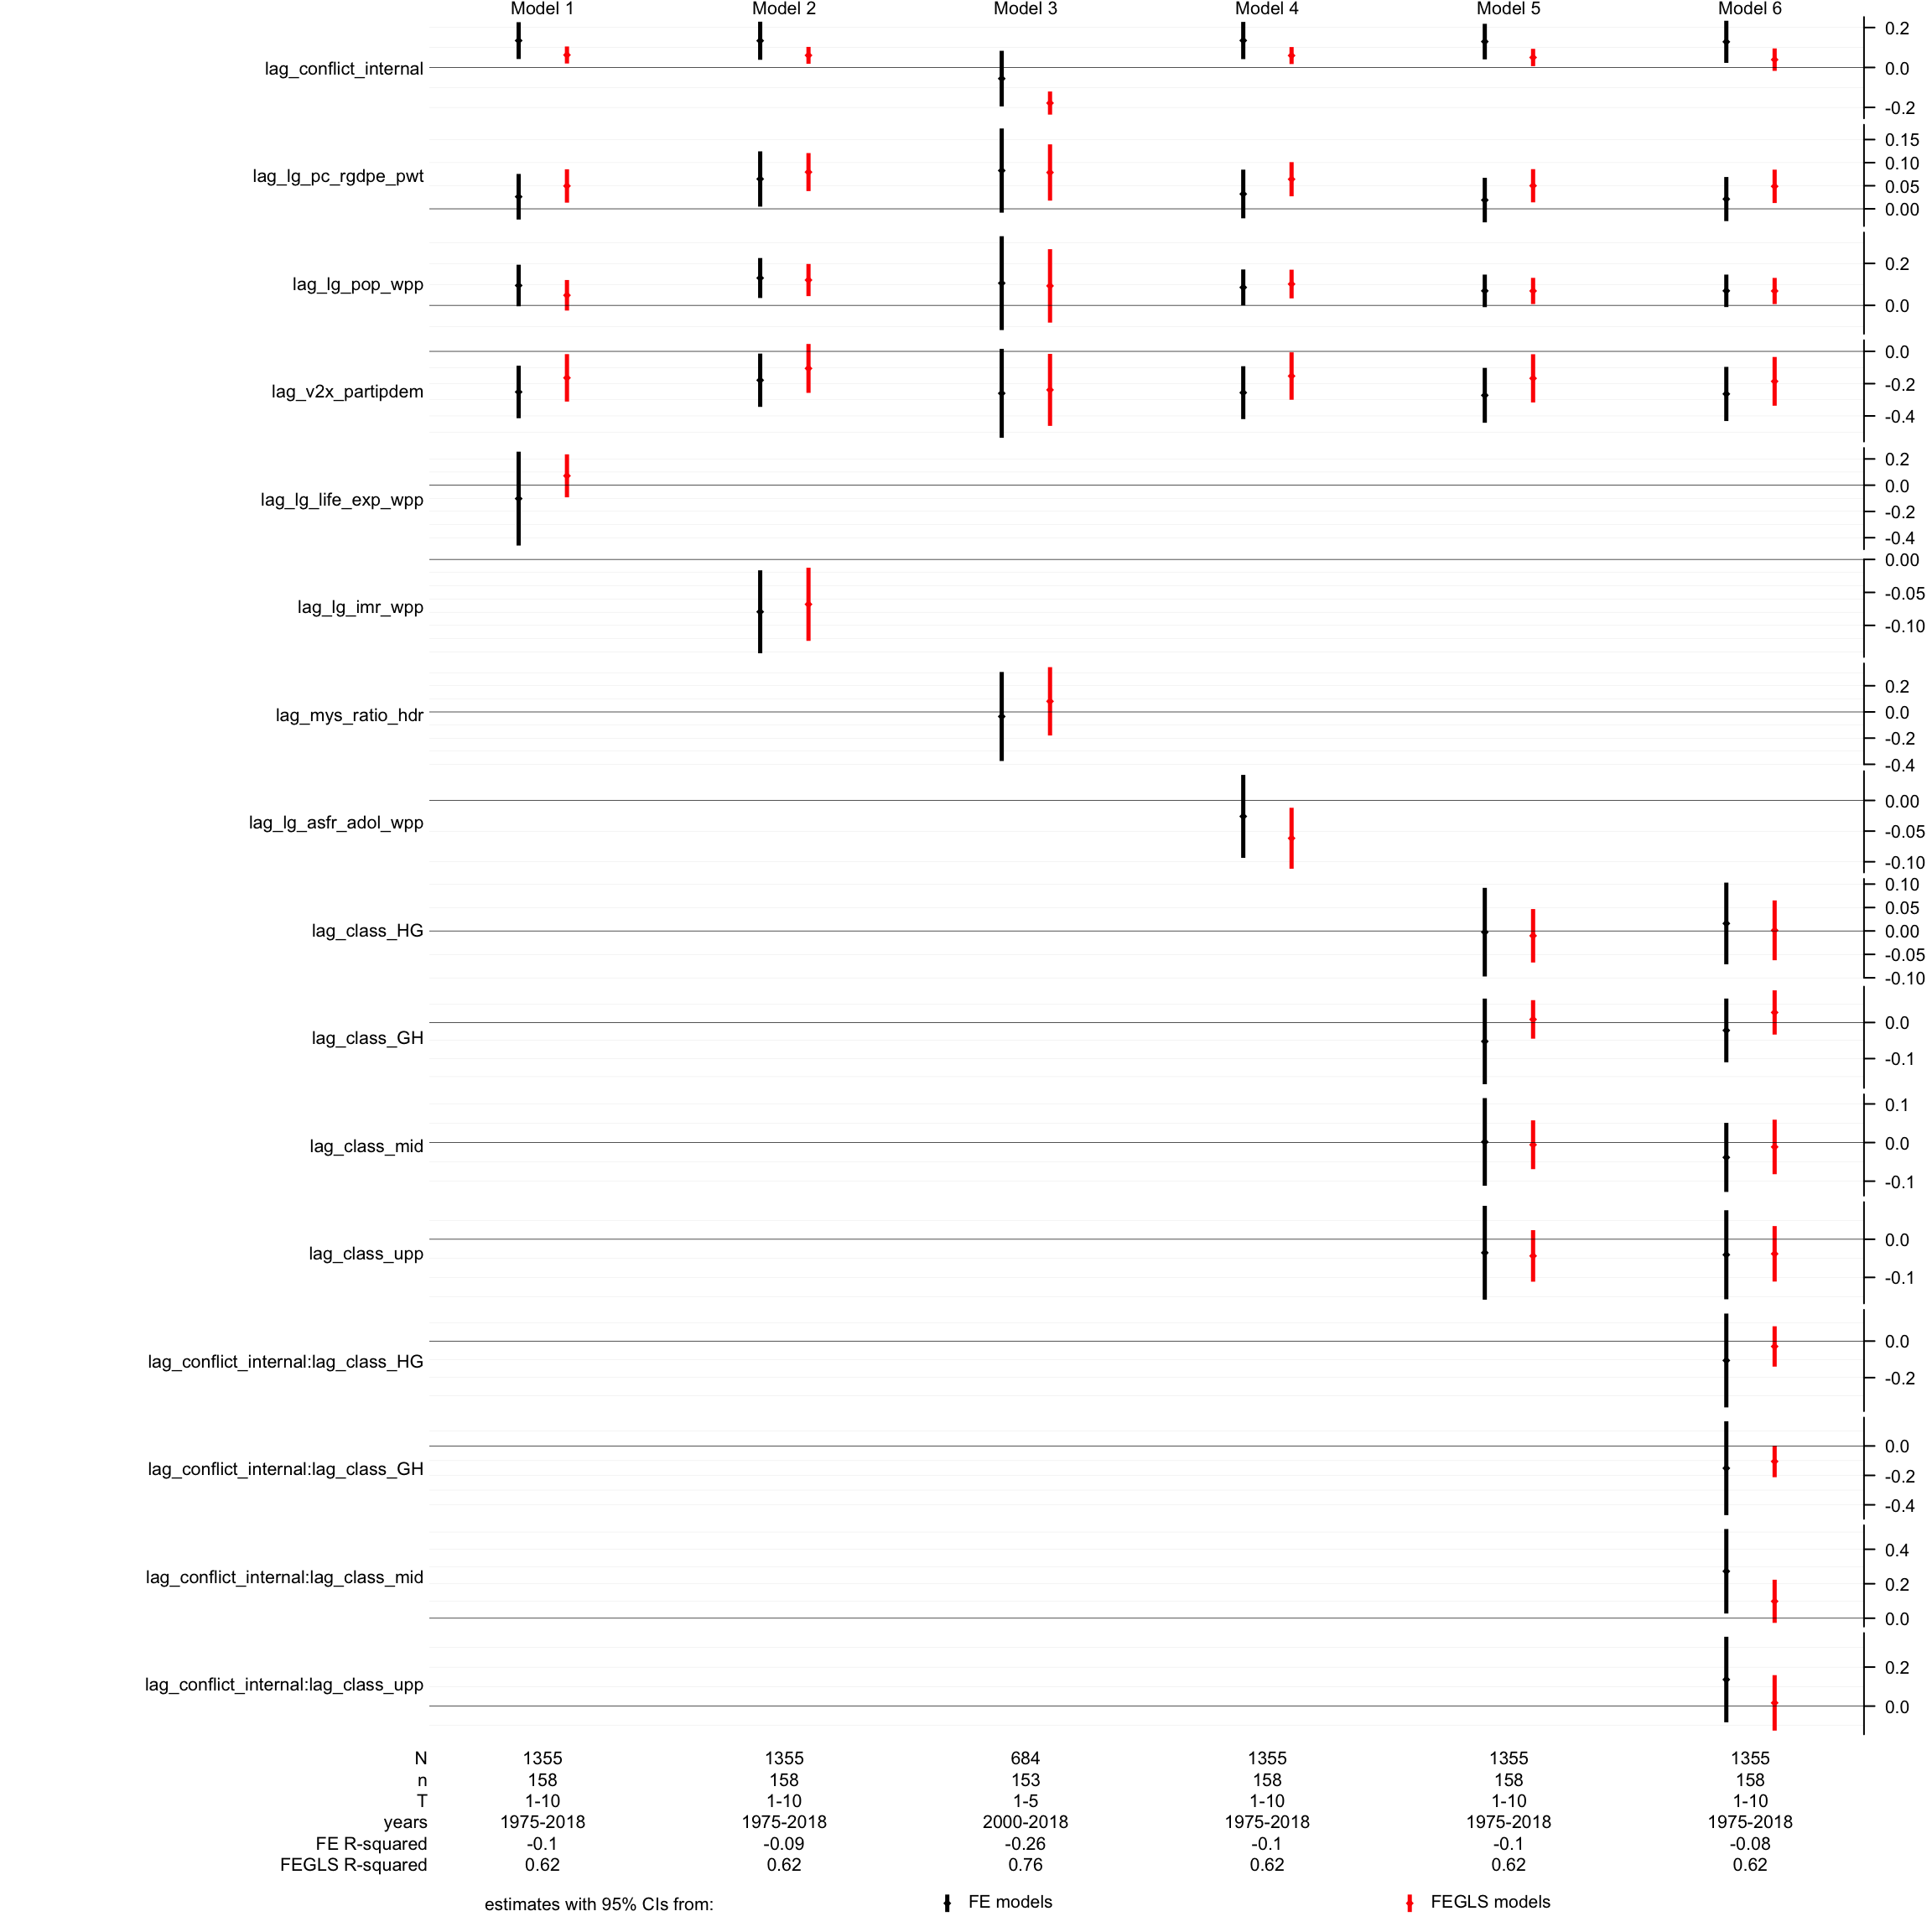 Model 1 Model 2 Model 3 Model 4 Model 5 Model 6
lag_conflict_internal
0.2
0.0
-0.2
lag_lg_pc_rgdpe_pwt
0.15
0.10
0.05
0.00
lag_lg_pop_wpp
0.2
0.0
lag_v2x_partipdem
0.0
-0.2
-0.4
lag_lg_life_exp_wpp
0.2
0.0
-0.2
-0.4
lag_lg_imr_wpp
0.00
-0.05
-0.10
lag_mys_ratio_hdr
0.2
0.0
-0.2
-0.4
lag_lg_asfr_adol_wpp
0.00
-0.05
-0.10
lag_class_HG
0.10
0.05
0.00
-0.05
-0.10
lag_class_GH
0.0
-0.1
lag_class_mid
0.1
0.0
-0.1
lag_class_upp
0.0
-0.1
lag_conflict_internal:lag_class_HG
0.0
-0.2
lag_conflict_internal:lag_class_GH
0.0
-0.2
-0.4
lag_conflict_internal:lag_class_mid
0.4
0.2
0.0
lag_conflict_internal:lag_class_upp
0.2
0.0
N 1355 1355 684 1355 1355 1355
n 158 158 153 158 158 158
T 1-10 1-10 1-5 1-10 1-10 1-10
years 1975-2018 1975-2018 2000-2018 1975-2018 1975-2018 1975-2018
FE R-squared -0.1 -0.09 -0.26 -0.1 -0.1 -0.08
FEGLS R-squared 0.62 0.62 0.76 0.62 0.62 0.62
estimates with 95% CIs from: FE models FEGLS models